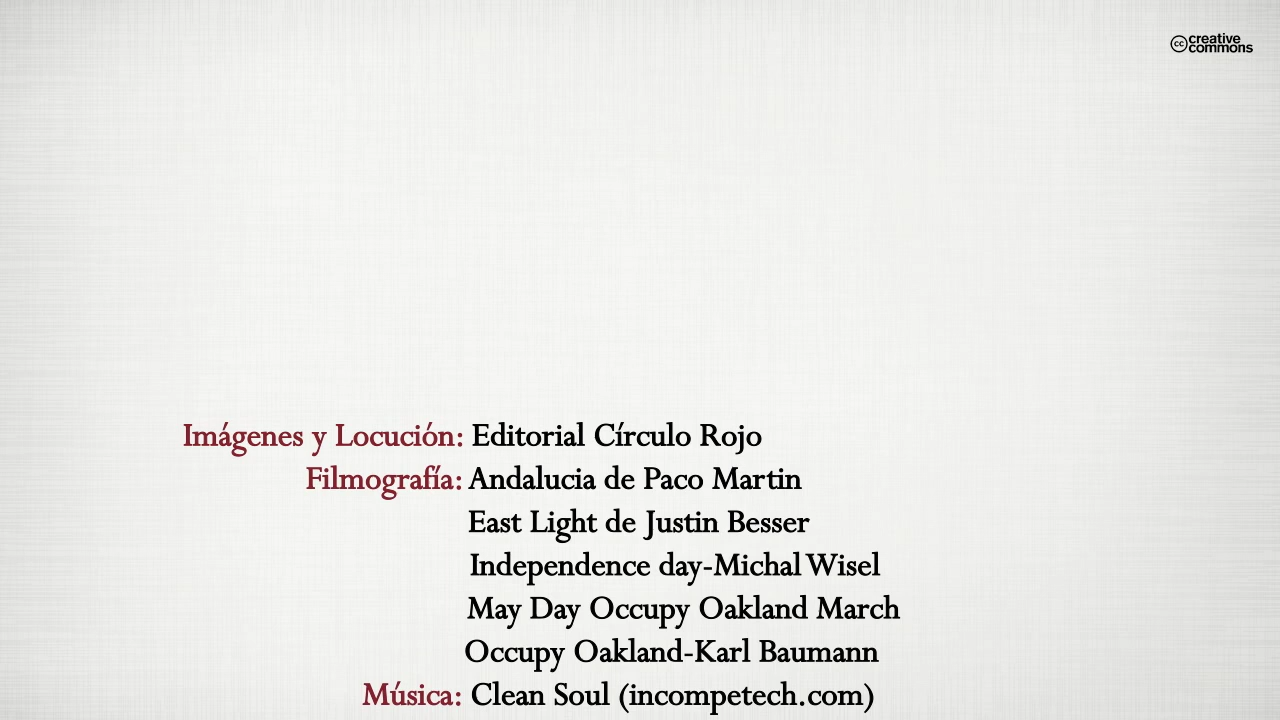 cc creative
commons
Imágenes y Locución: Editorial Círculo Rojo
Filmografía: Andalucia de Paco Martin
East Light de Justin Besser
Independence day-Michal Wisel
May Day Occupy Oakland March
Occupy Oakland-Karl Baumann
Música: Clean Soul (incompetech.com)